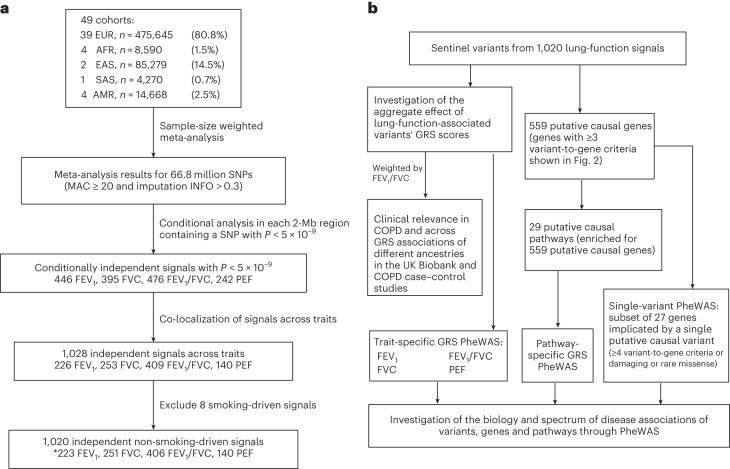 a
49 cohorts:
39 EUR, n = 475,645 (80.8%)
4 AFR, n = 8,590 (1.5%)
2 EAS, n = 85,279 (14.5%)
1 SAS, n = 4,270 (0.7%)
4 AMR, n = 14,668 (2.5%)
Sample-size weighted
meta-analysis
Meta-analysis results for 66.8 million SNPs
(MAC ≥ 20 and imputation INFO > 0.3)
Conditional analysis in each 2-Mb region
containing a SNP with P < 5 × 10⁻⁹
Conditionally independent signals with P < 5 × 10⁻⁹
446 FEV₁, 395 FVC, 476 FEV₁/FVC, 242 PEF
Co-localization of signals across traits
1,028 independent signals across traits
226 FEV₁, 253 FVC, 409 FEV₁/FVC, 140 PEF
Exclude 8 smoking-driven signals
1,020 independent non-smoking-driven signals
*223 FEV₁, 251 FVC, 406 FEV₁/FVC, 140 PEF
b
Sentinel variants from 1,020 lung-function signals
Investigation of the
aggregate effect of
lung-function-associated
variants' GRS scores
Weighted by
FEV₁/FVC
Clinical relevance in
COPD and across
GRS associations of
different ancestries
in the UK Biobank and
COPD case–control
studies
Trait-specific GRS PheWAS:
FEV₁ FEV₁/FVC
FVC PEF
559 putative causal genes
(genes with ≥3
variant-to-gene criteria
shown in Fig. 2)
29 putative causal
pathways (enriched for
559 putative causal genes)
Pathway-
specific GRS
PheWAS
Single-variant PheWAS:
subset of 27 genes
implicated by a single
putative causal variant
(≥4 variant-to-gene criteria or
damaging or rare missense)
Investigation of the biology and spectrum of disease associations of
variants, genes and pathways through PheWAS